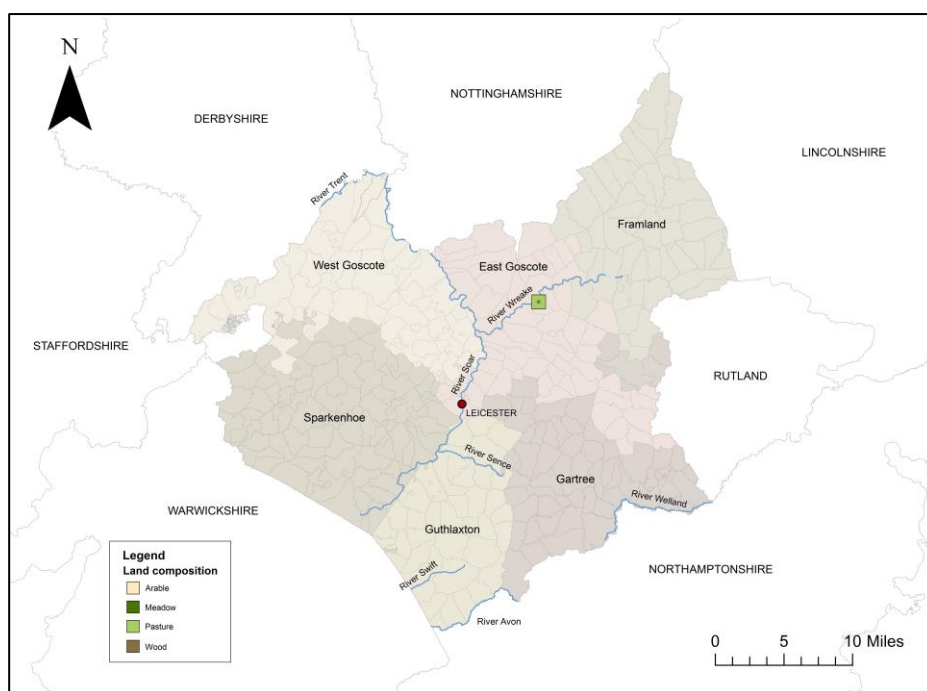 N
NOTTINGHAMSHIRE
DERBYSHIRE
LINCOLNSHIRE
River Trent
Framland
West Goscote
East Goscote
River Wreake
STAFFORDSHIRE
River Soar
RUTLAND
LEICESTER
Sparkenhoe
River Sence
Gartree
River Welland
WARWICKSHIRE
Guthlaxton
Legend
Land composition
Arable
Meadow
Pasture
Wood
River Swift
NORTHAMPTONSHIRE
River Avon
0 5 10 Miles